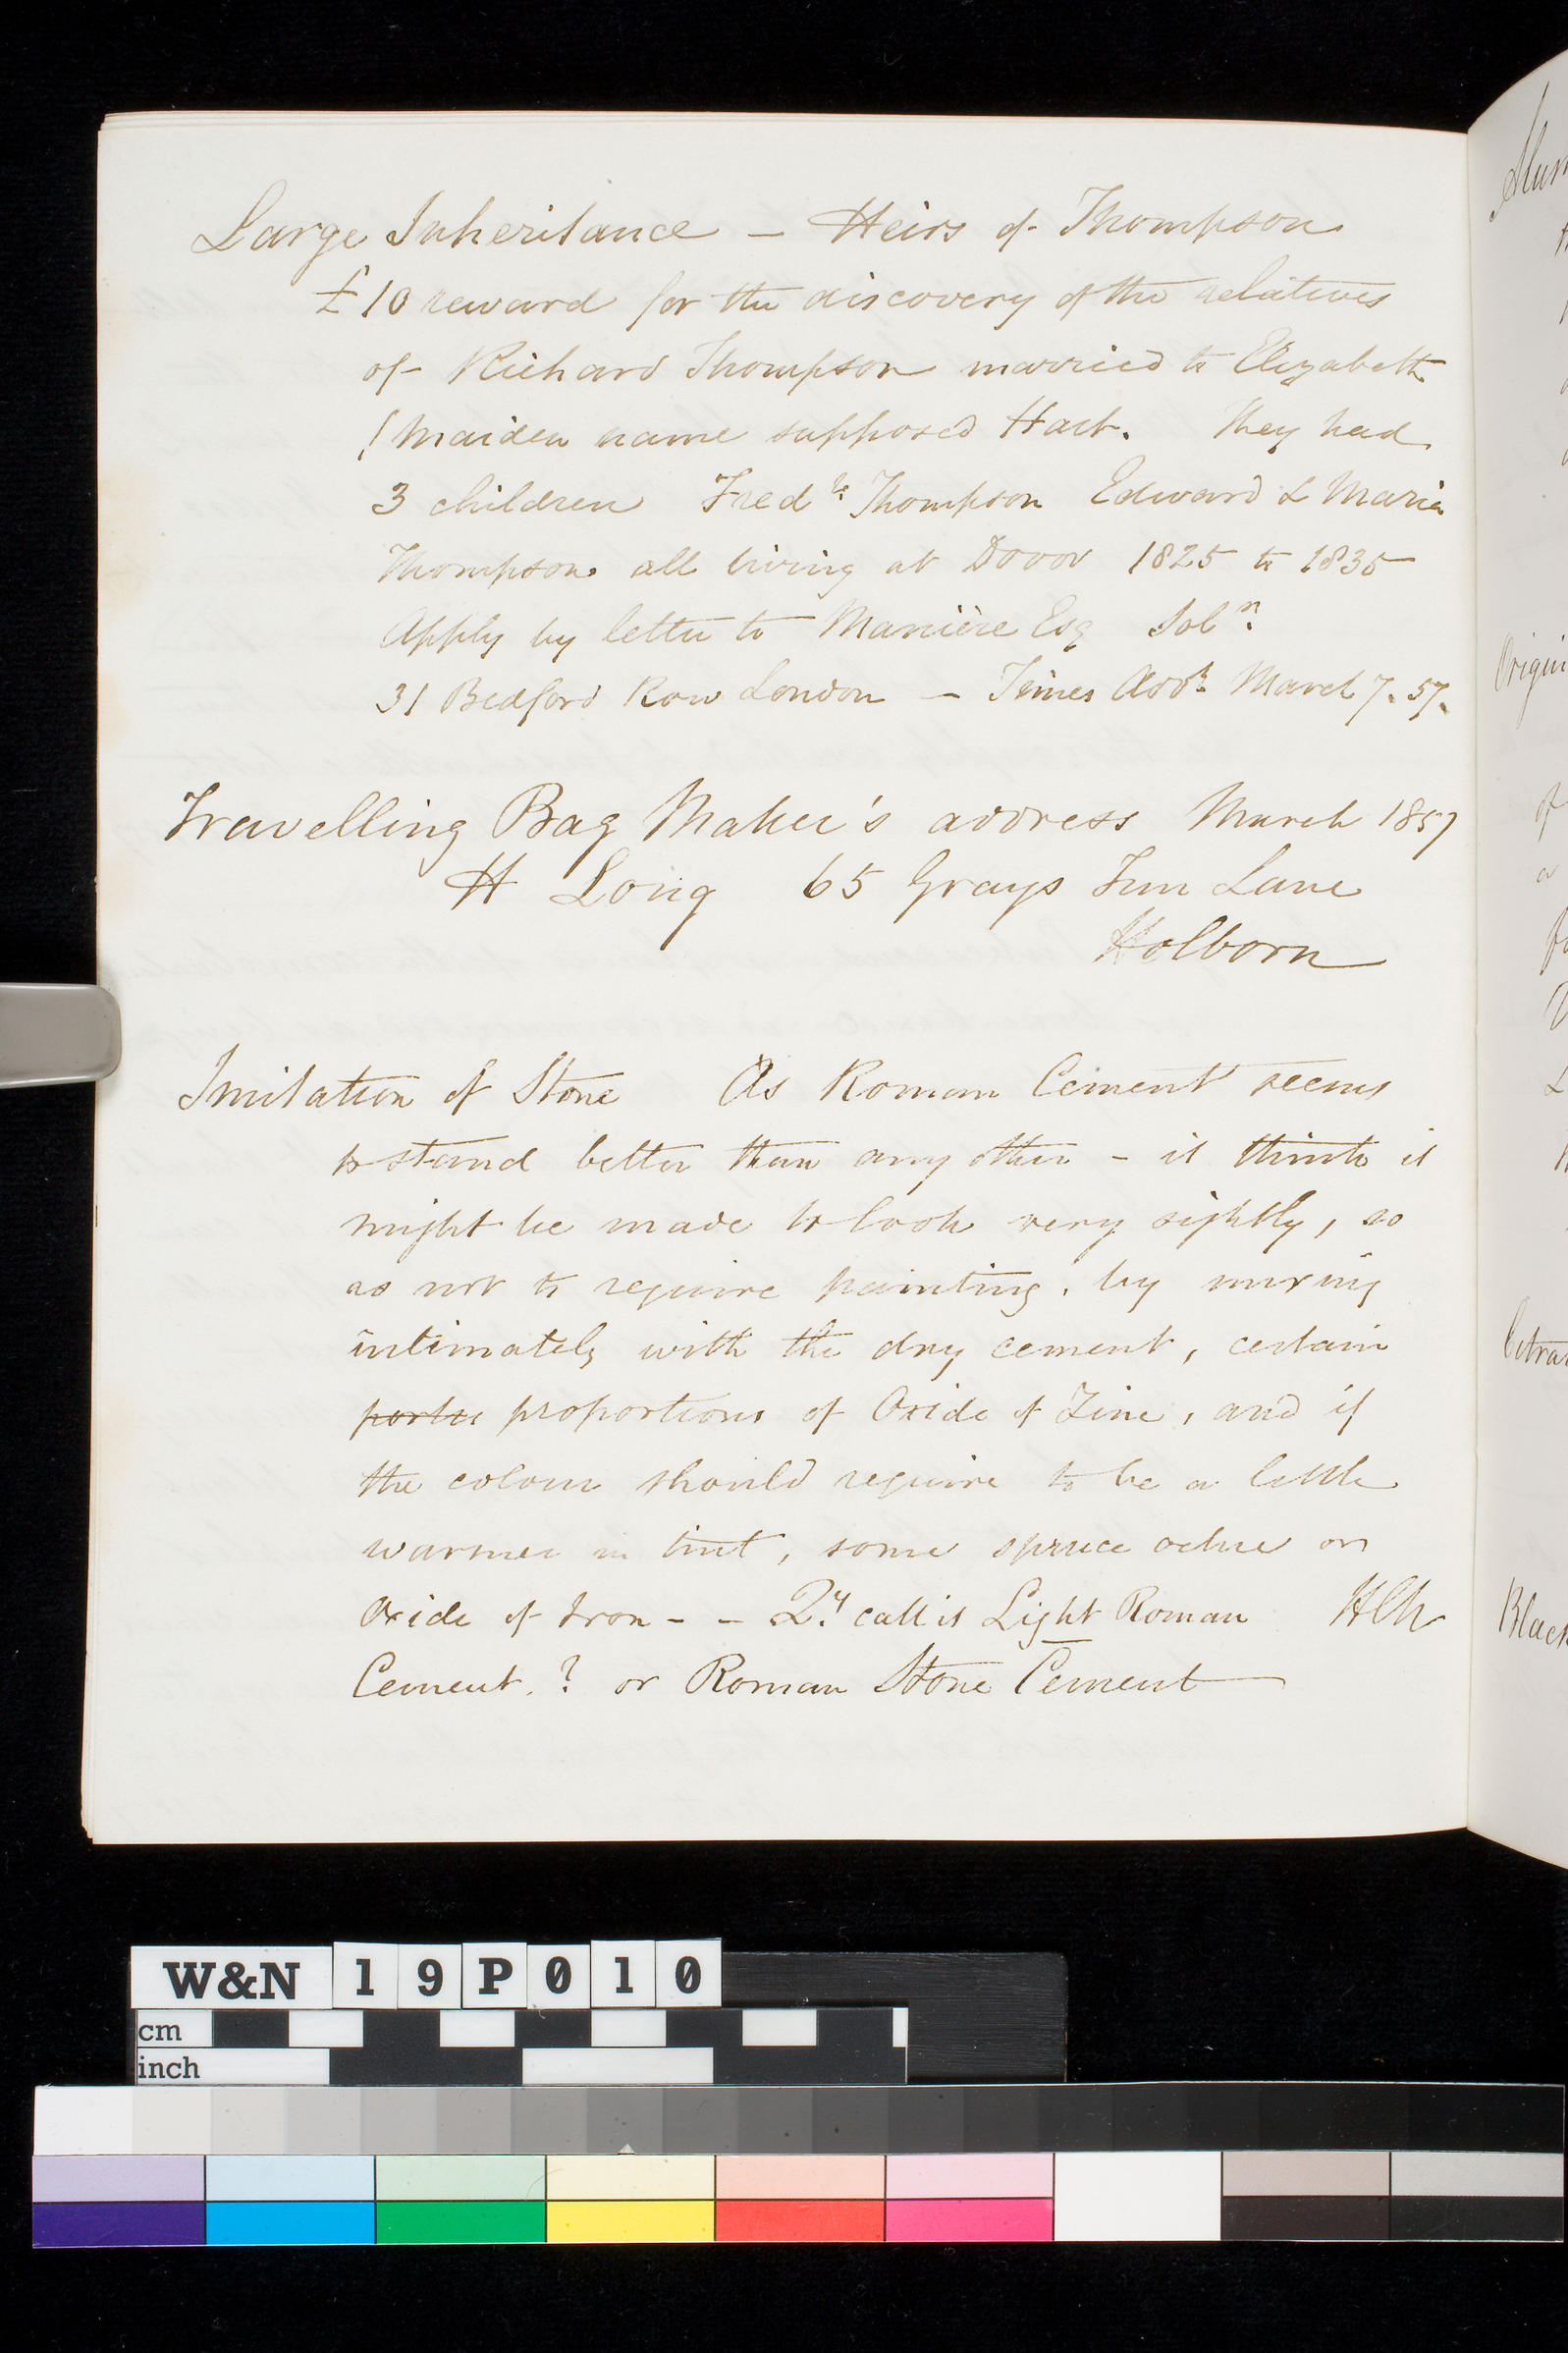 Large Inheritance — Heirs of Thompson
£10 reward for the discovery of the relatives
of Richard Thompson married to Elizabeth
(Maiden name supposed Hart. They had
3 children Fredk. Thompson Edward & Maria
Thompson all living at Dover 1825 to 1835
Apply by letter to Manière Esq Solr.
31 Bedford Row London — Times Advt. March 7. 57.
Travelling Bag Maker's address March 1857
H Long 65 Grays Inn Lane
Holborn
Imitation of Stone As Roman Cement seems
to stand better than any other - it think it
might be made to look very sightly, so
as not to require painting, by mixing
intimately with the dry cement, certain
proportions of Oxide of Zinc, and if
the colour should require to be a little
warmer in tint, some spruce ochre or
Oxide of Iron - - Qy. call it Light Roman
Cement. ? or Roman Stone Cement
Origin
of
a
Black
W&N 19P010
cm
inch